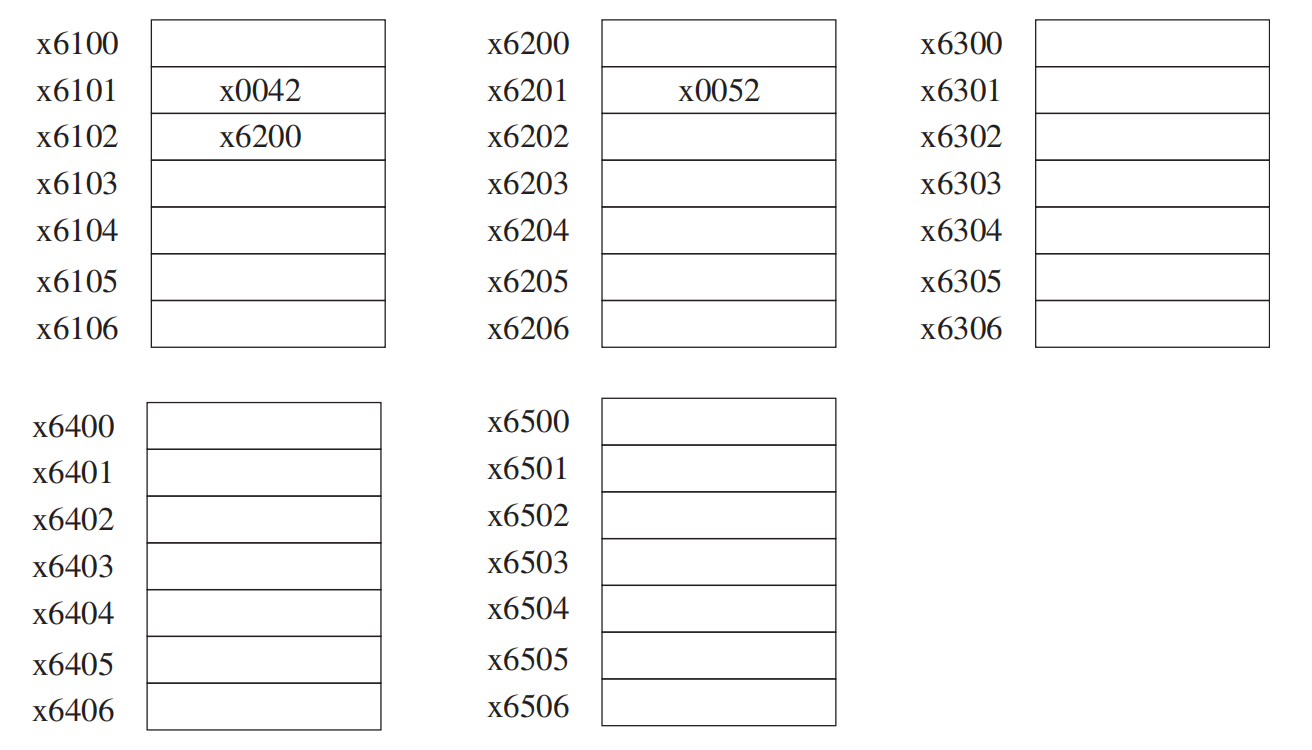 x6100 x6200 x6300
x6101 x0042 x6201 x0052 x6301
x6102 x6200 x6202 x6302
x6103 x6203 x6303
x6104 x6204 x6304
x6105 x6205 x6305
x6106 x6206 x6306
x6400 x6500
x6401 x6501
x6402 x6502
x6403 x6503
x6404 x6504
x6405 x6505
x6406 x6506